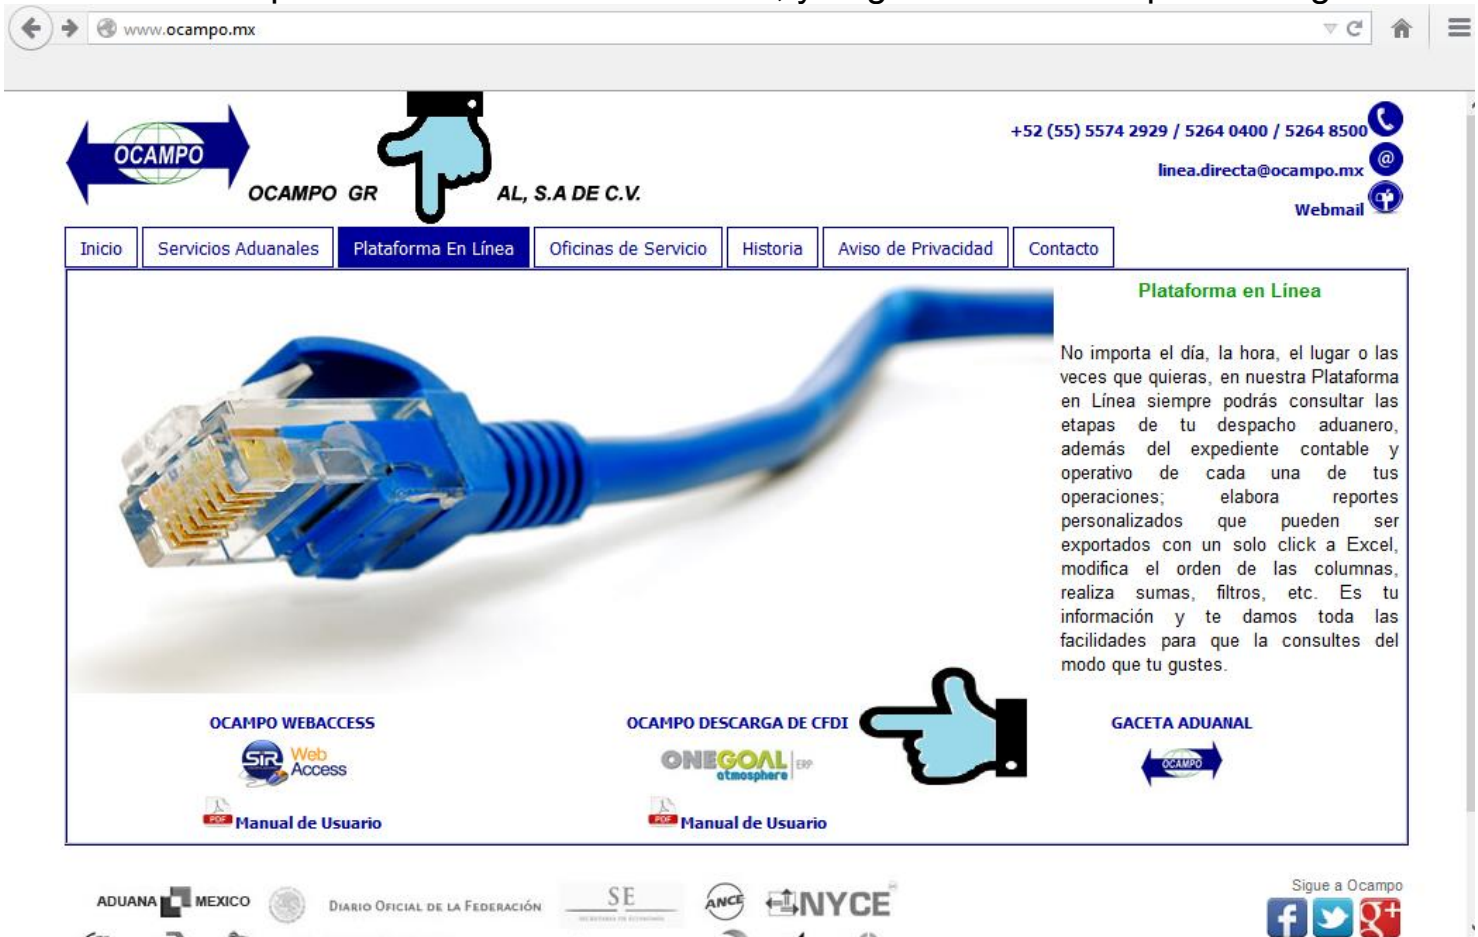 www.ocampo.mx
OCAMPO
OCAMPO GR AL, S.A DE C.V.
+52 (55) 5574 2929 / 5264 0400 / 5264 8500
linea.directa@ocampo.mx
Webmail
Inicio Servicios Aduanales Plataforma En Línea Oficinas de Servicio Historia Aviso de Privacidad Contacto
Plataforma en Línea
No importa el día, la hora, el lugar o las
veces que quieras, en nuestra Plataforma
en Línea siempre podrás consultar las
etapas de tu despacho aduanero,
además del expediente contable y
operativo de cada una de tus
operaciones; elabora reportes
personalizados que pueden ser
exportados con un solo click a Excel,
modifica el orden de las columnas,
realiza sumas, filtros, etc. Es tu
información y te damos toda las
facilidades para que la consultes del
modo que tu gustes.
OCAMPO WEBACCESS OCAMPO DESCARGA DE CFDI GACETA ADUANAL
SiR Web Access
ONEGOAL ERP
atmosphere
OCAMPO
PDF Manual de Usuario PDF Manual de Usuario
Sigue a Ocampo
ADUANA MEXICO DIARIO OFICIAL DE LA FEDERACIÓN SE ANCE NYCE